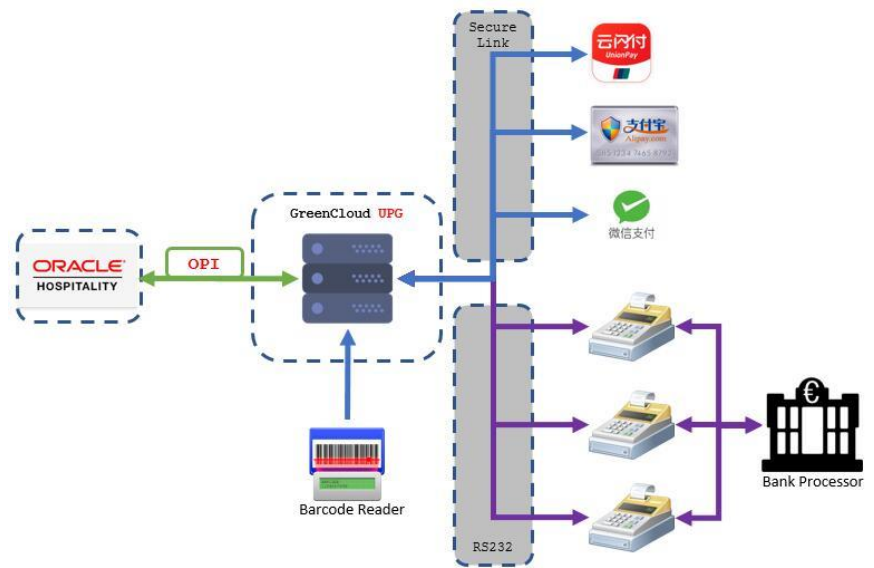 Secure
Link
云闪付
UnionPay
支付宝
Alipay.com
微信支付
GreenCloud UPG
ORACLE
HOSPITALITY
OPI
Barcode Reader
€
Bank Processor
RS232